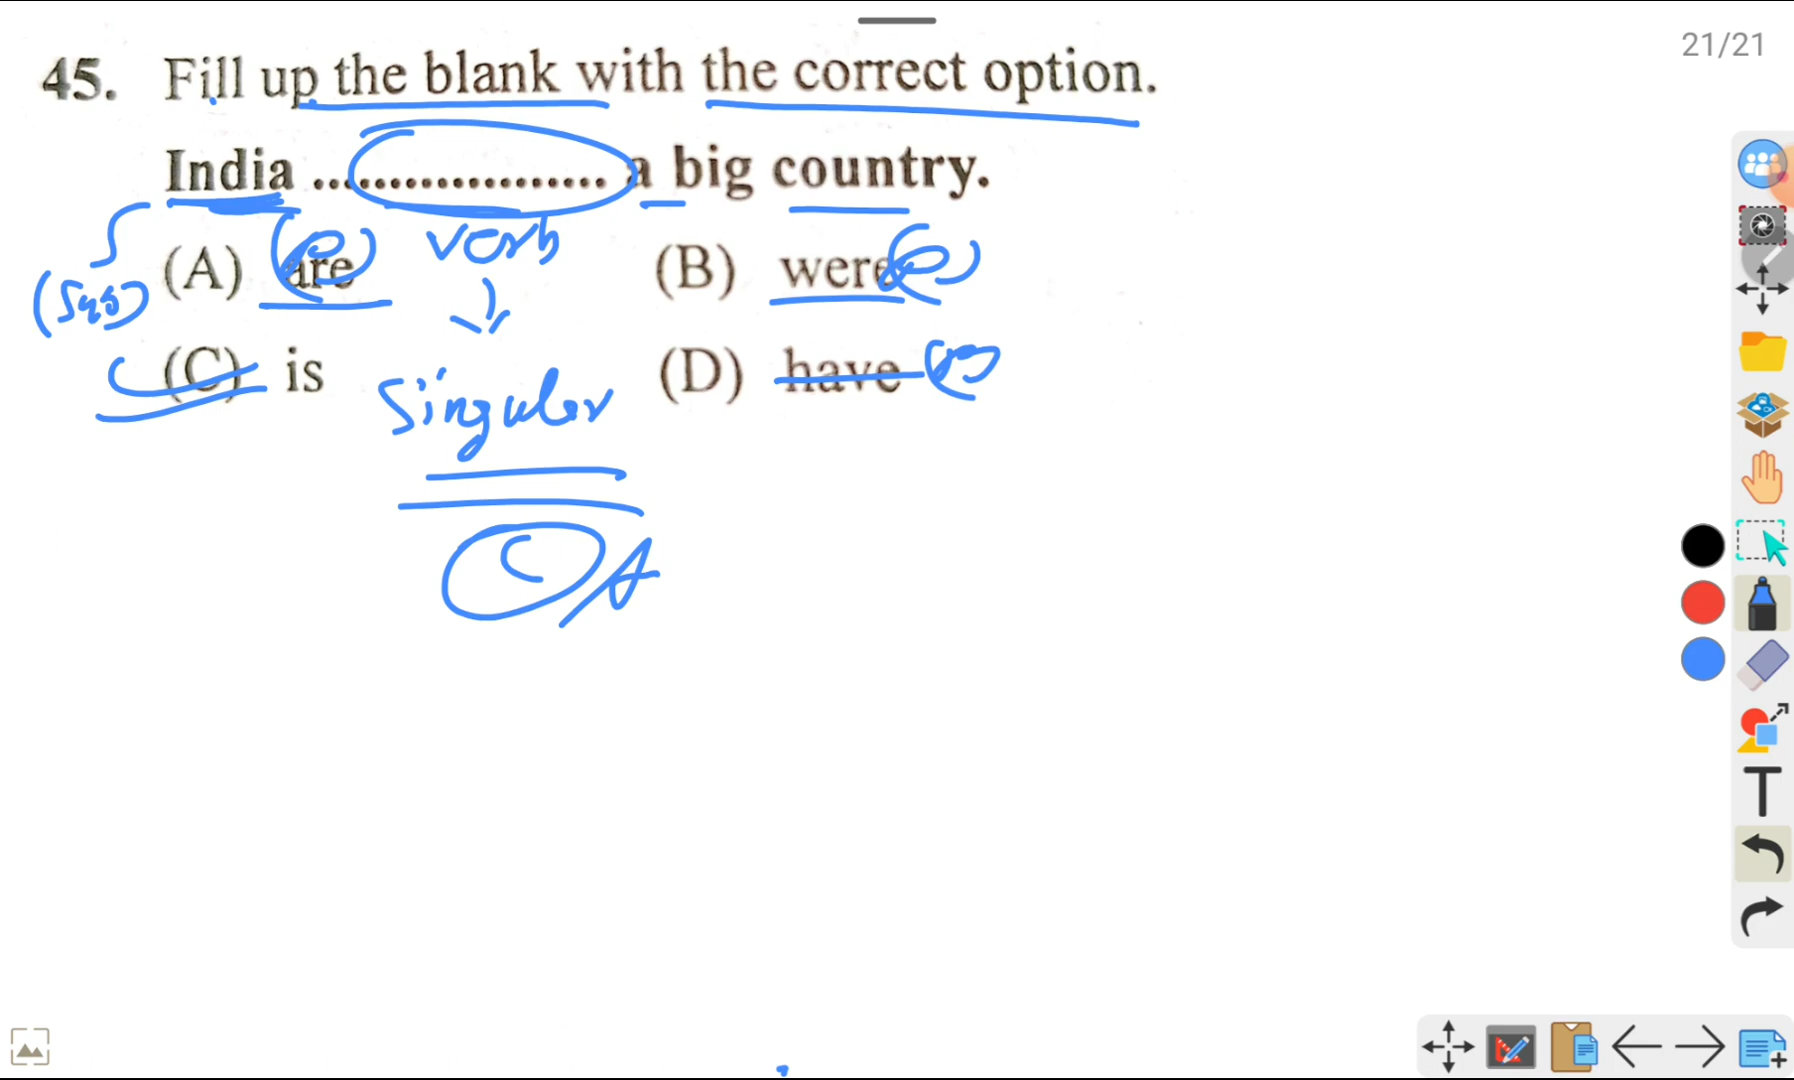 21/21
45. Fill up the blank with the correct option.
India ..................... a big country.
(A) are (B) were
verb
(C) is (D) have
Singular
C